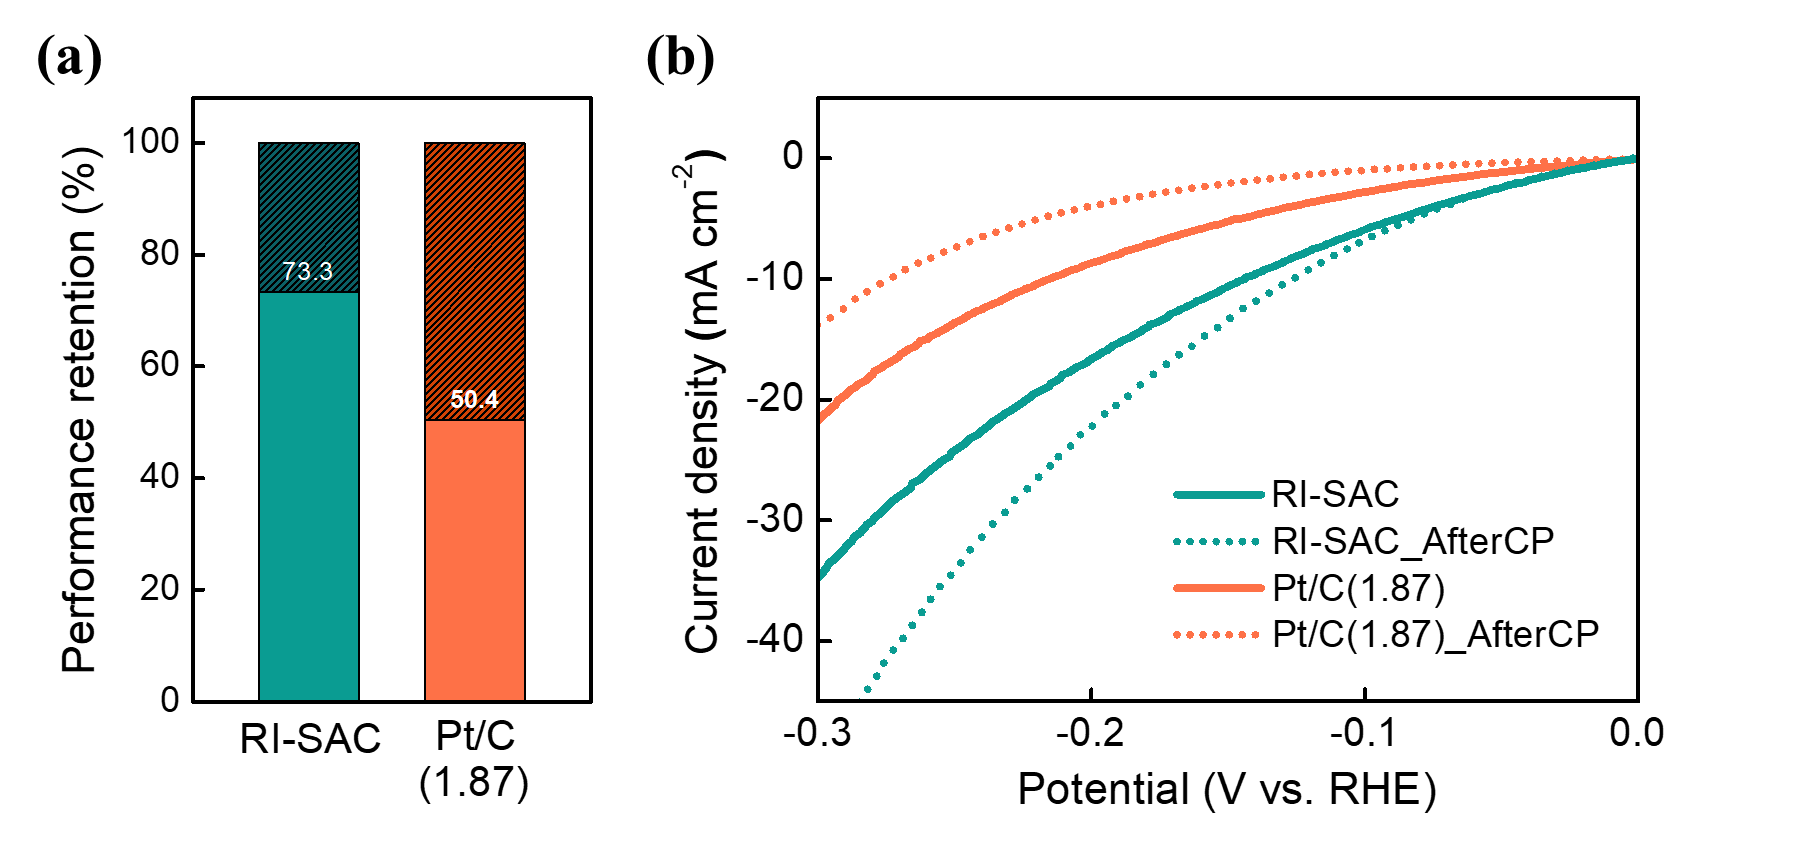 (a)
Performance retention (%)
100
80
60
40
20
0
73.3
50.4
RI-SAC
Pt/C
(1.87)
(b)
Current density (mA cm-2)
0
-10
-20
-30
-40
RI-SAC
RI-SAC_AfterCP
Pt/C(1.87)
Pt/C(1.87)_AfterCP
-0.3
-0.2
-0.1
0.0
Potential (V vs. RHE)